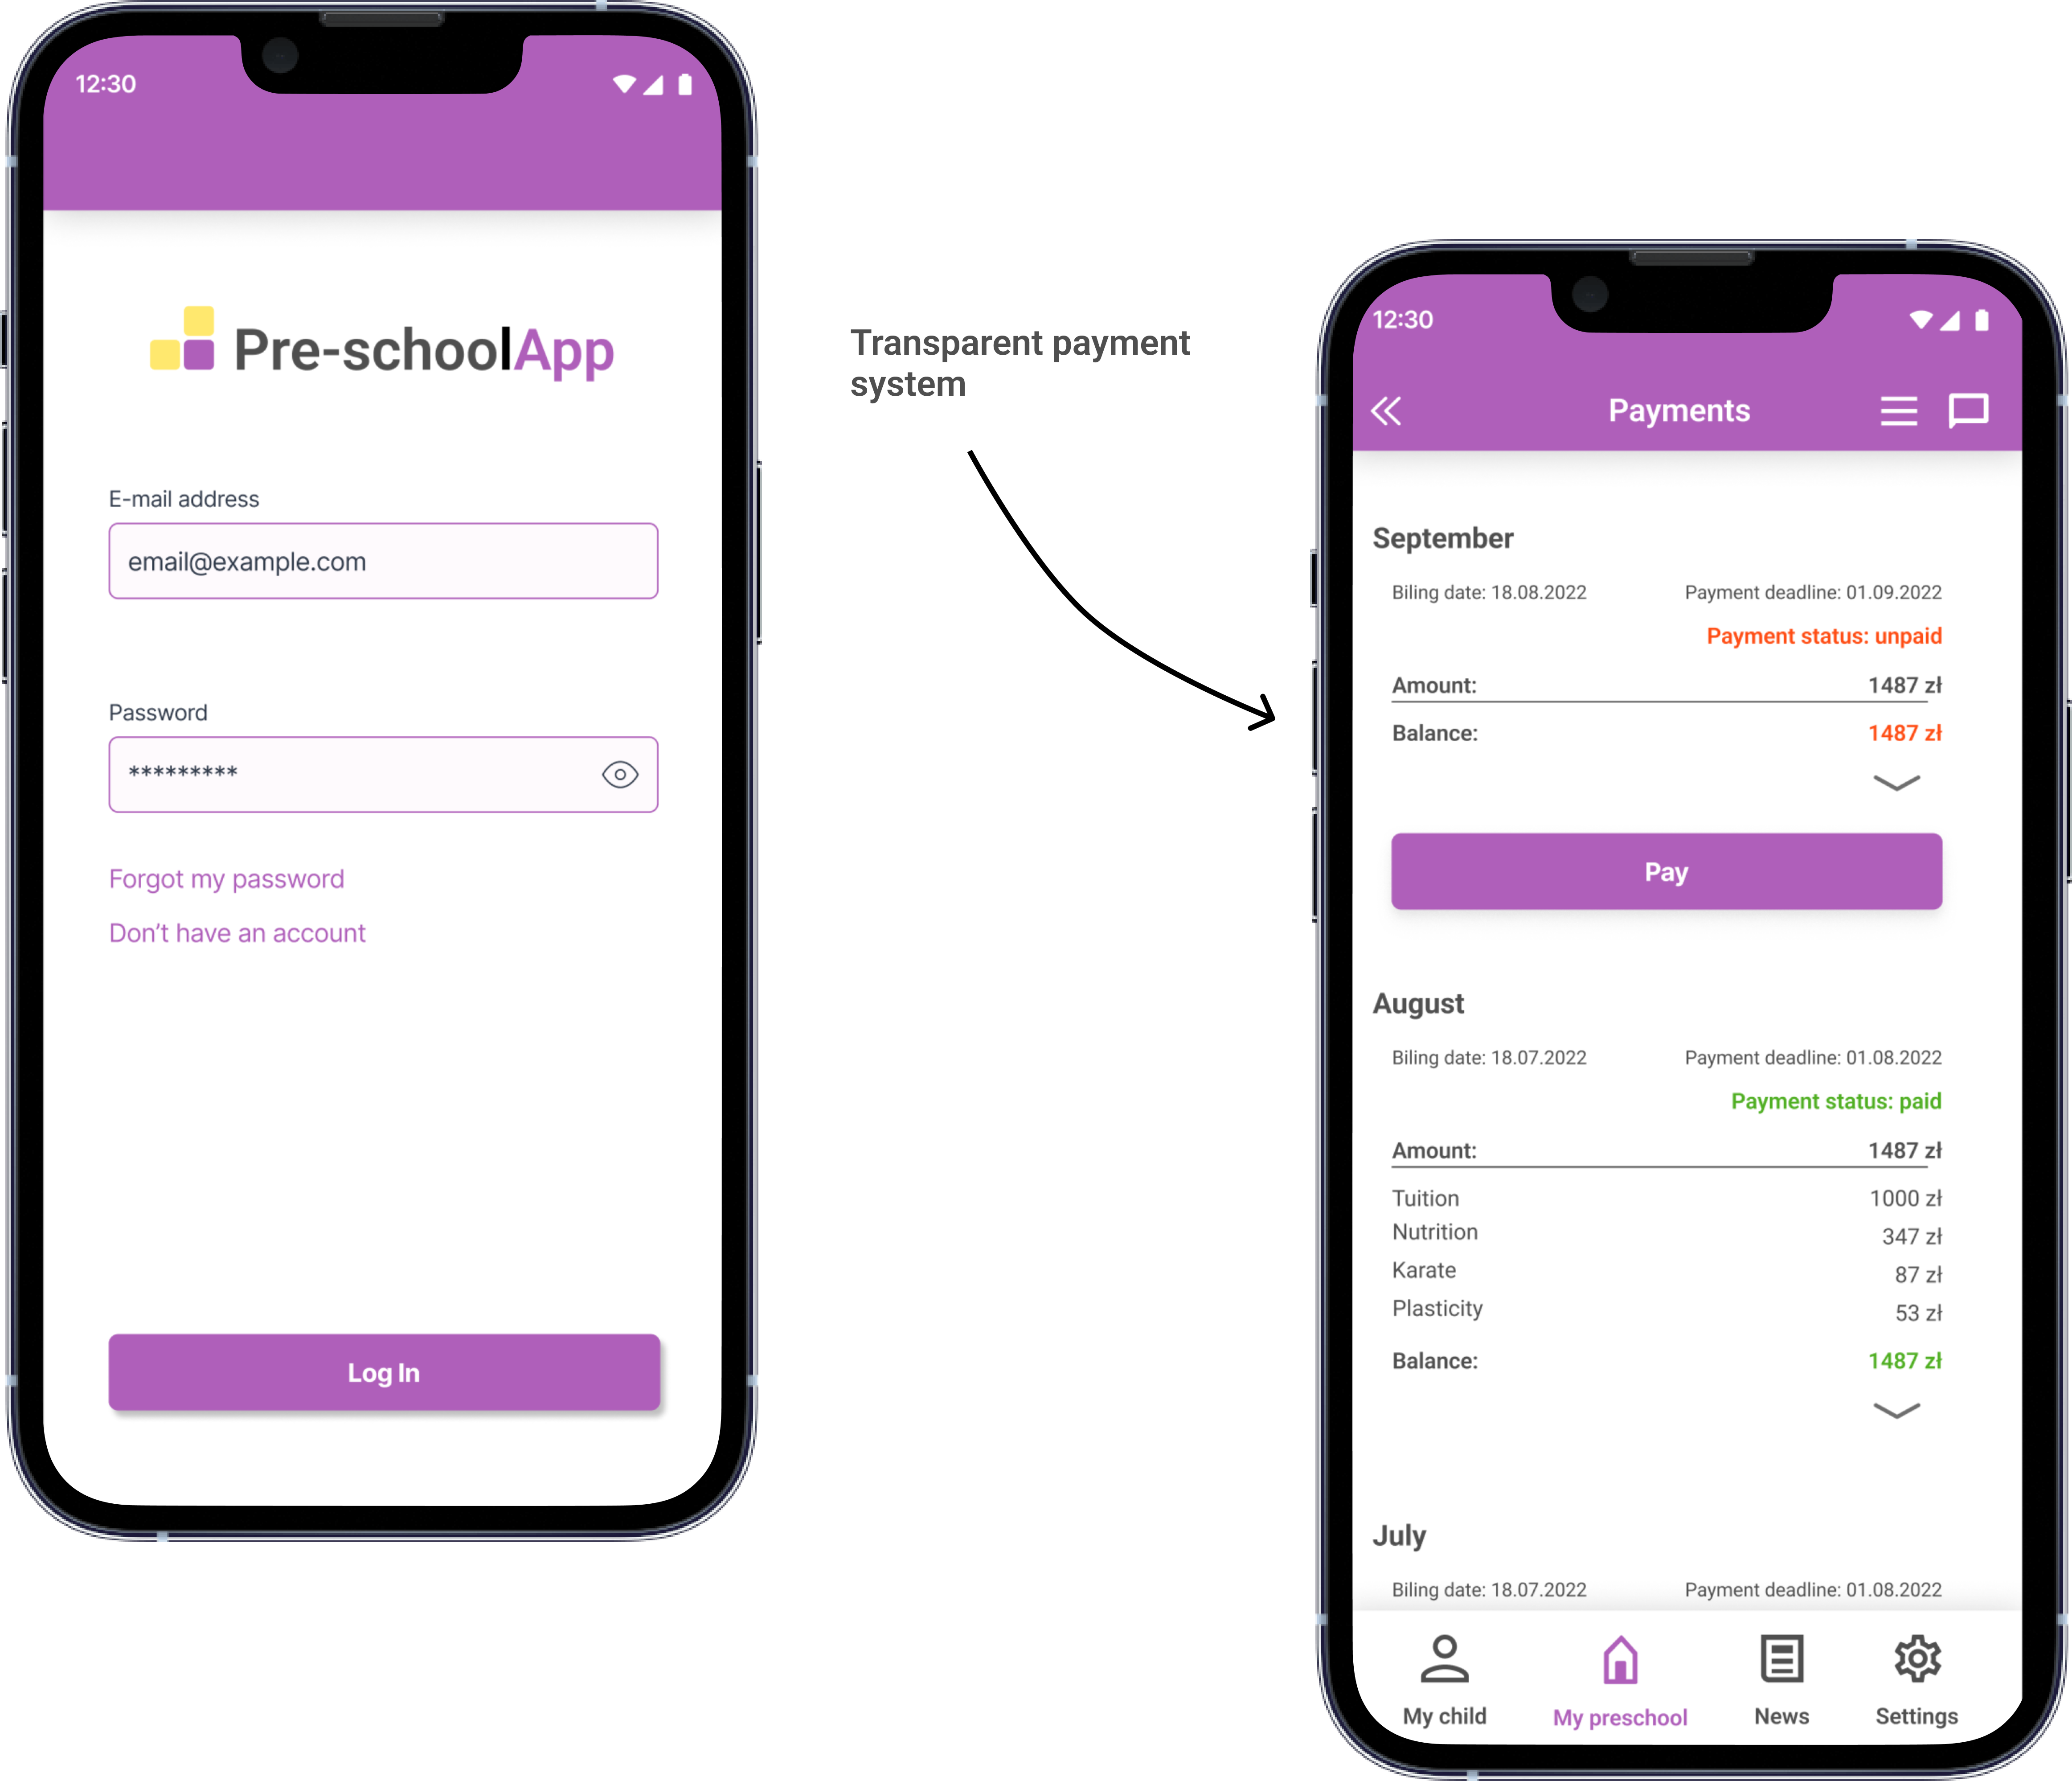 12:30
Pre-schoolApp
E-mail address
email@example.com
Password
*********
Forgot my password
Don't have an account
Log In
Transparent payment
system
12:30
Payments
September
Biling date: 18.08.2022 Payment deadline: 01.09.2022
Payment status: unpaid
Amount: 1487 zł
Balance: 1487 zł
Pay
August
Biling date: 18.07.2022 Payment deadline: 01.08.2022
Payment status: paid
Amount: 1487 zł
Tuition 1000 zł
Nutrition 347 zł
Karate 87 zł
Plasticity 53 zł
Balance: 1487 zł
July
Biling date: 18.07.2022 Payment deadline: 01.08.2022
My child My preschool News Settings